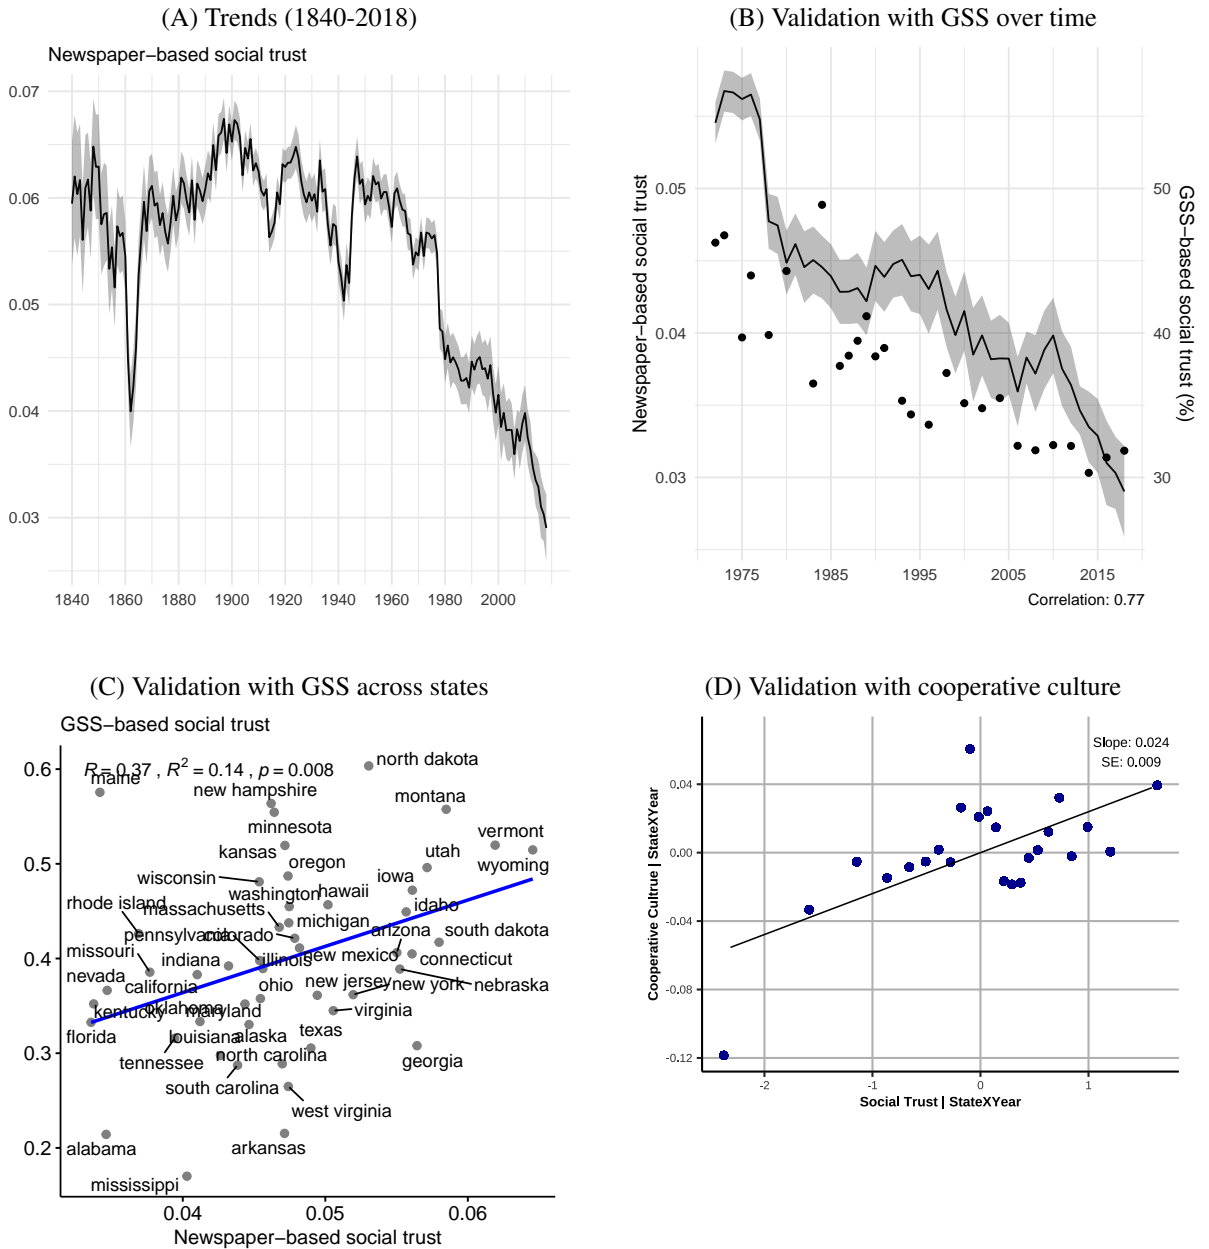 (A) Trends (1840-2018)
Newspaper−based social trust
0.07
0.06
0.05
0.04
0.03
1840 1860 1880 1900 1920 1940 1960 1980 2000
(B) Validation with GSS over time
Newspaper−based social trust
0.05
0.04
0.03
50
40
30
GSS−based social trust (%)
1975 1985 1995 2005 2015
Correlation: 0.77
(C) Validation with GSS across states
GSS−based social trust
R = 0.37 , R² = 0.14 , p = 0.008
0.6
0.5
0.4
0.3
0.2
north dakota
maine
new hampshire
montana
minnesota
vermont
kansas
oregon
utah
wyoming
wisconsin
washington
hawaii
iowa
rhode island
massachusetts
michigan
idaho
pennsylvania
colorado
arizona
south dakota
missouri
indiana
illinois
new mexico
connecticut
nevada
california
ohio
new jersey
new york
nebraska
kentucky
oklahoma
maryland
virginia
florida
louisiana
alaska
texas
tennessee
north carolina
georgia
south carolina
west virginia
alabama
arkansas
mississippi
0.04 0.05 0.06
Newspaper−based social trust
(D) Validation with cooperative culture
Slope: 0.024
SE: 0.009
Cooperative Cultrue | StateXYear
0.04
0.00
-0.04
-0.08
-0.12
-2 -1 0 1
Social Trust | StateXYear